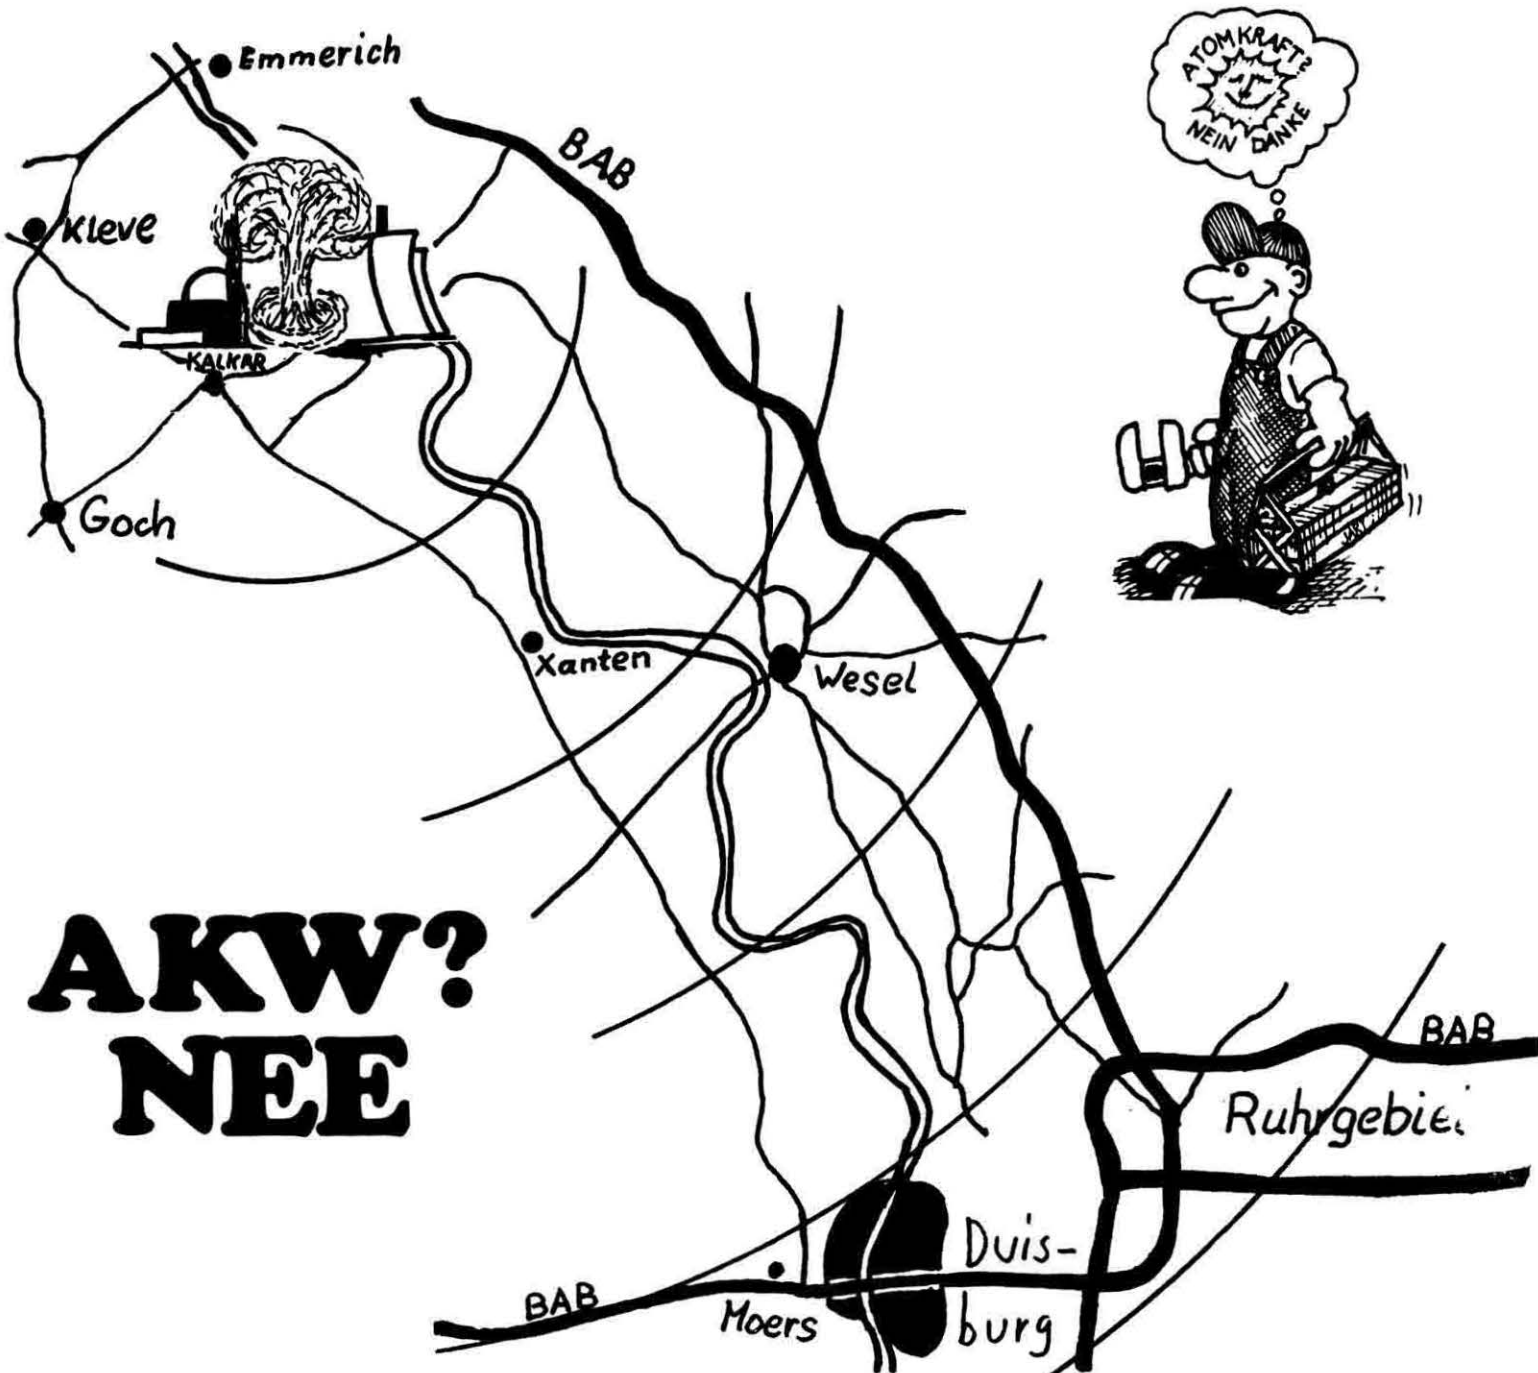 Emmerich
ATOMKRAFT?
NEIN DANKE
BAB
Kleve
KALKAR
Goch
Xanten
Wesel
AKW?
NEE
BAB
Ruhrgebie
Duis-
burg
BAB
Moers